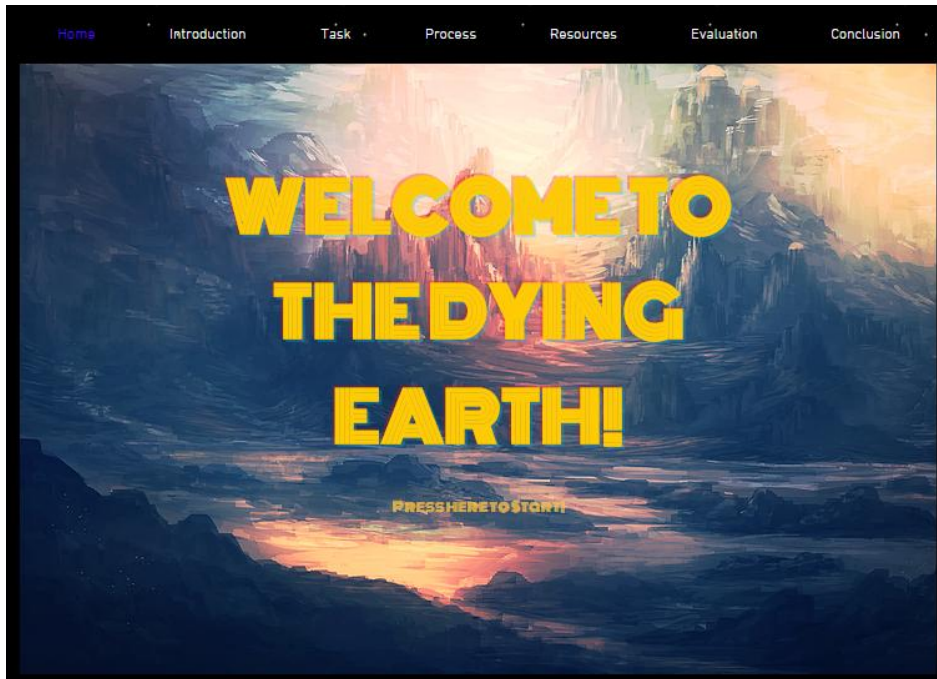 Home Introduction Task Process Resources Evaluation Conclusion
WELCOME TO
THE DYING
EARTH!
Press here to Start!